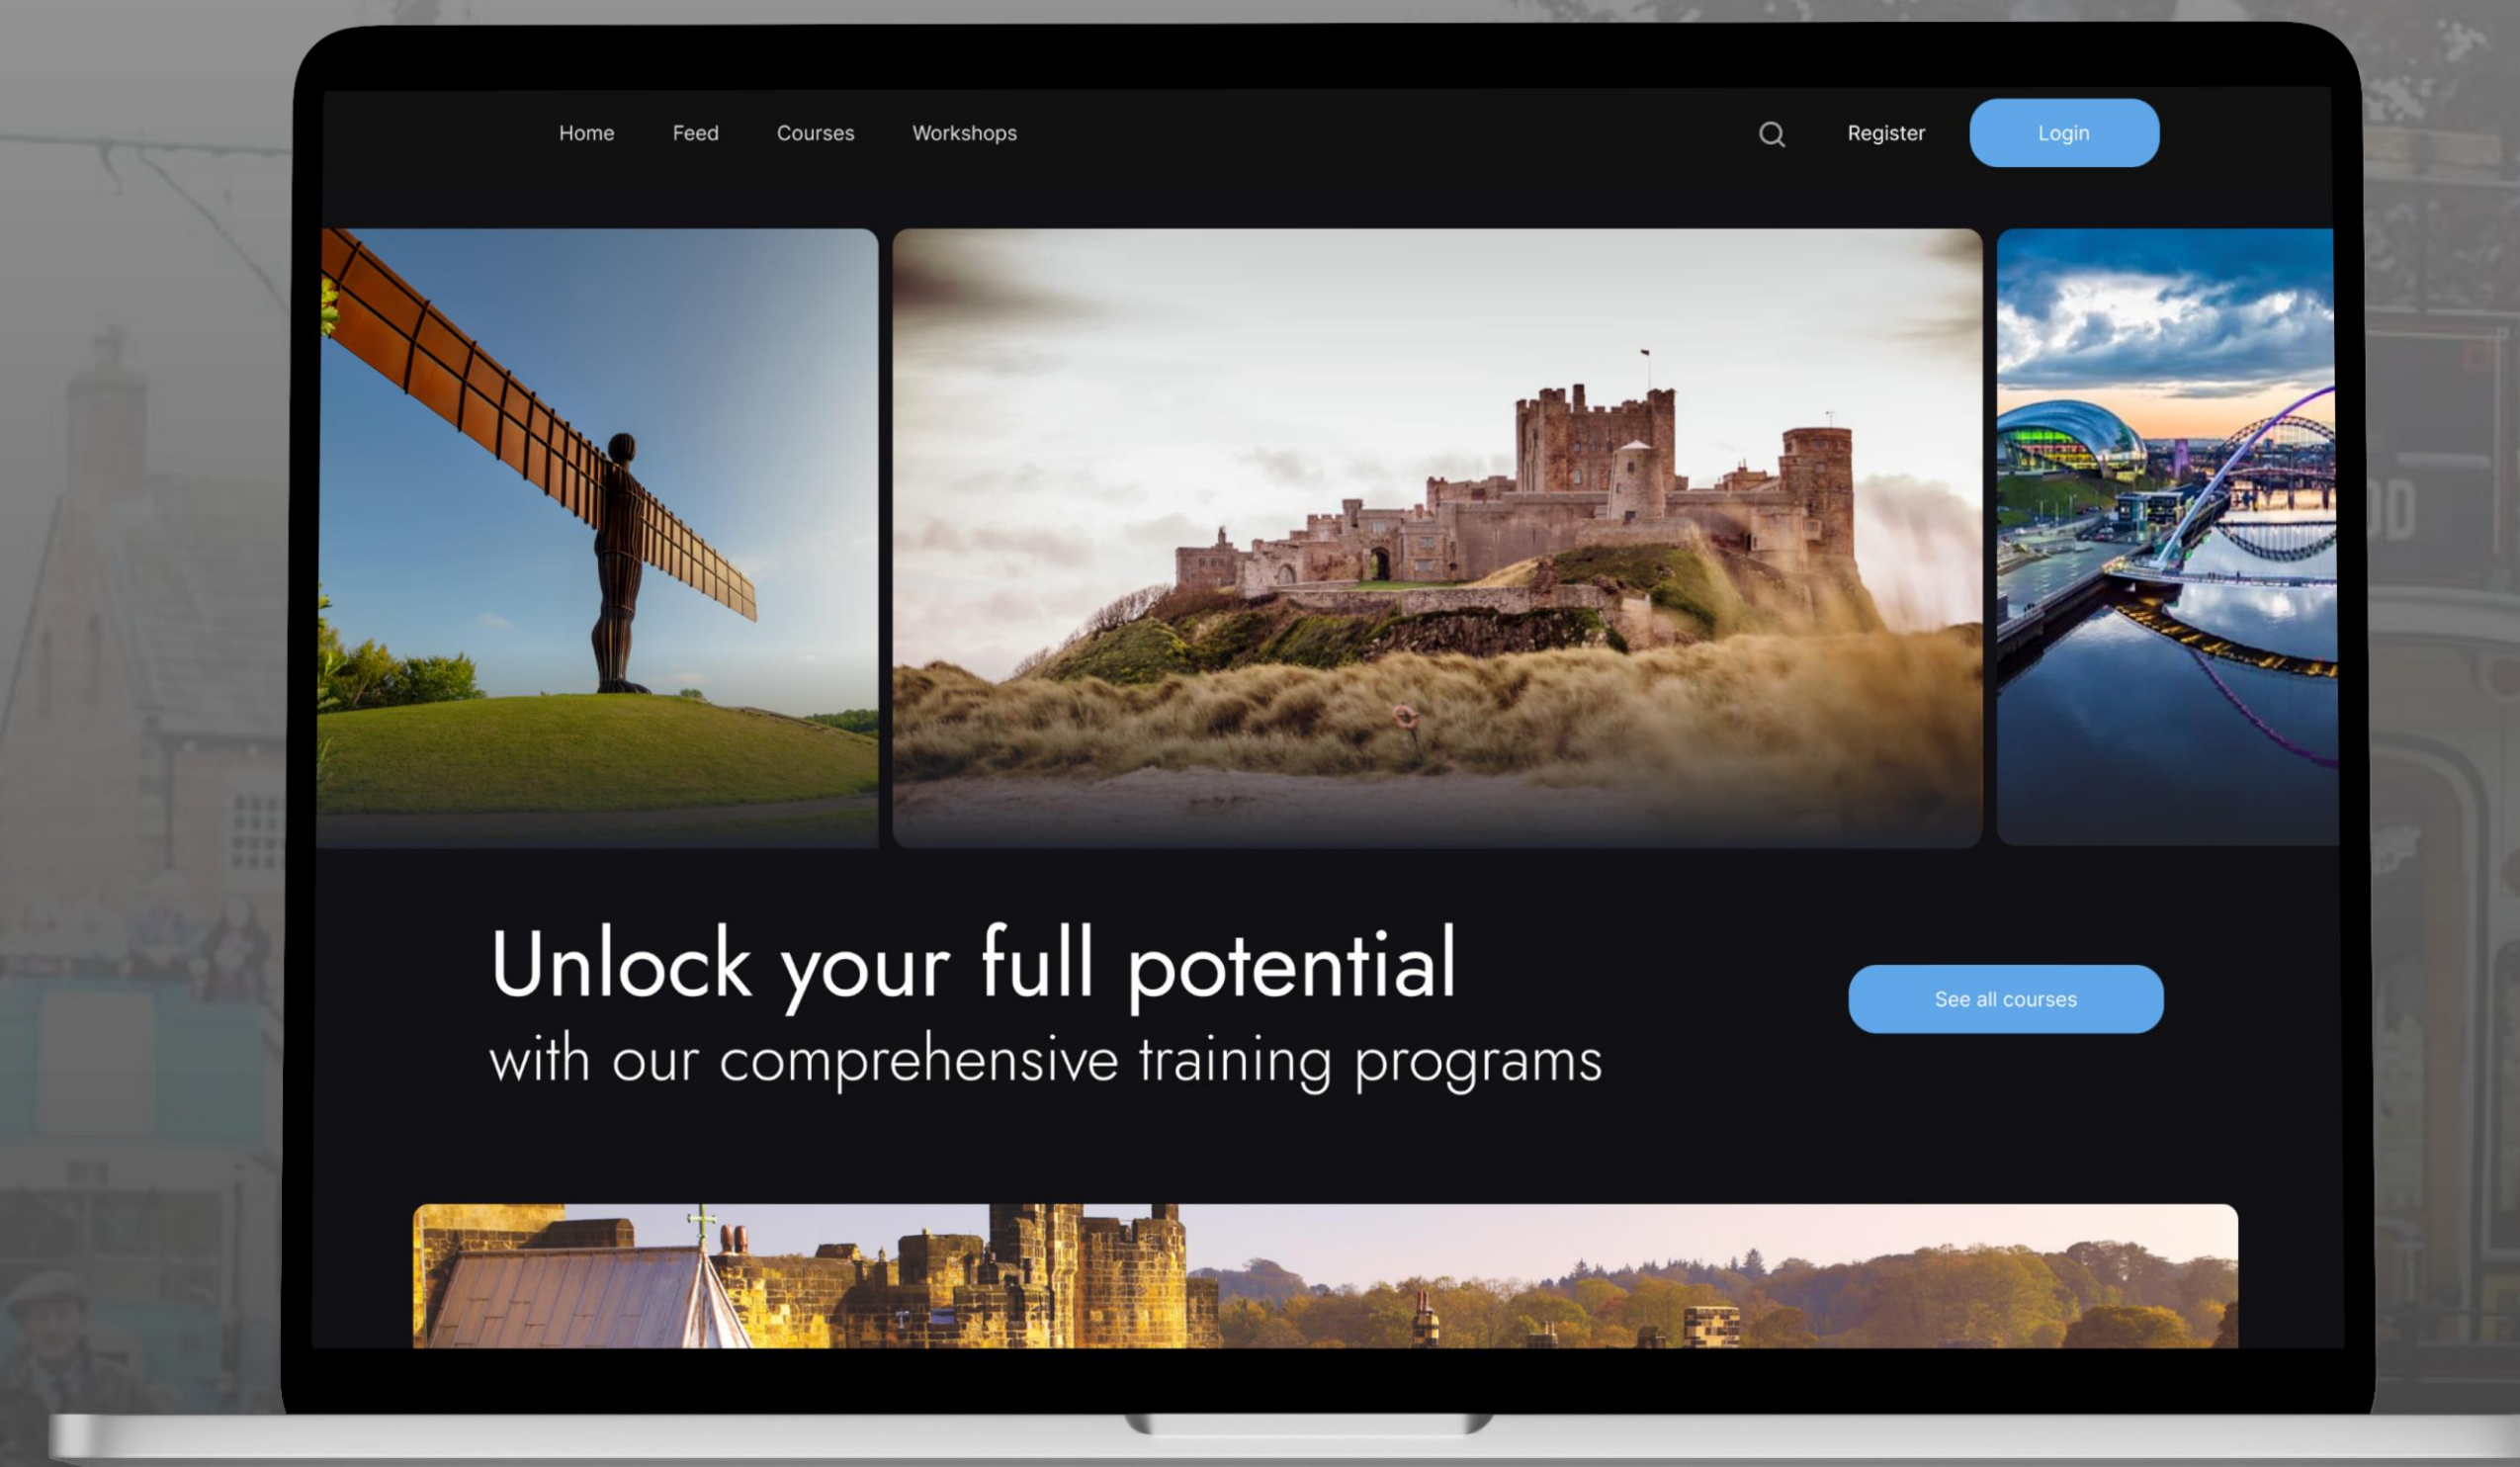 Home
Feed
Courses
Workshops
Register
Login
Unlock your full potential
with our comprehensive training programs
See all courses